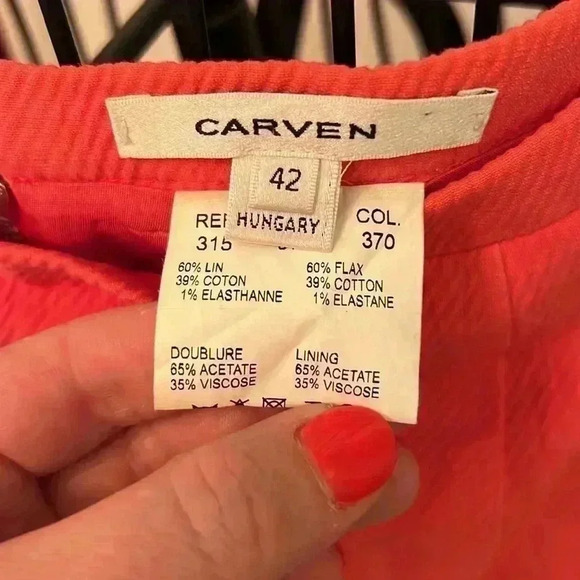 CARVEN
42
HUNGARY
COL.
315
370
60% LIN
39% COTON
1% ELASTHANNE
60% FLAX
39% COTTON
1% ELASTANE
DOUBLURE
65% ACETATE
35% VISCOSE
LINING
65% ACETATE
35% VISCOSE